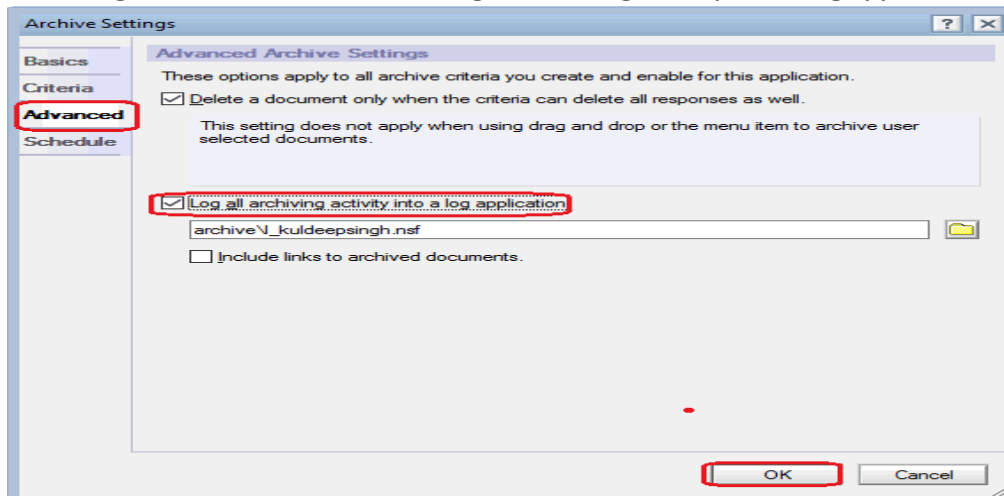 Archive Settings
Basics
Criteria
Advanced
Schedule
Advanced Archive Settings
These options apply to all archive criteria you create and enable for this application.
Delete a document only when the criteria can delete all responses as well.
This setting does not apply when using drag and drop or the menu item to archive user
selected documents.
Log all archiving activity into a log application
archive\l_kuldeepsingh.nsf
Include links to archived documents.
OK Cancel